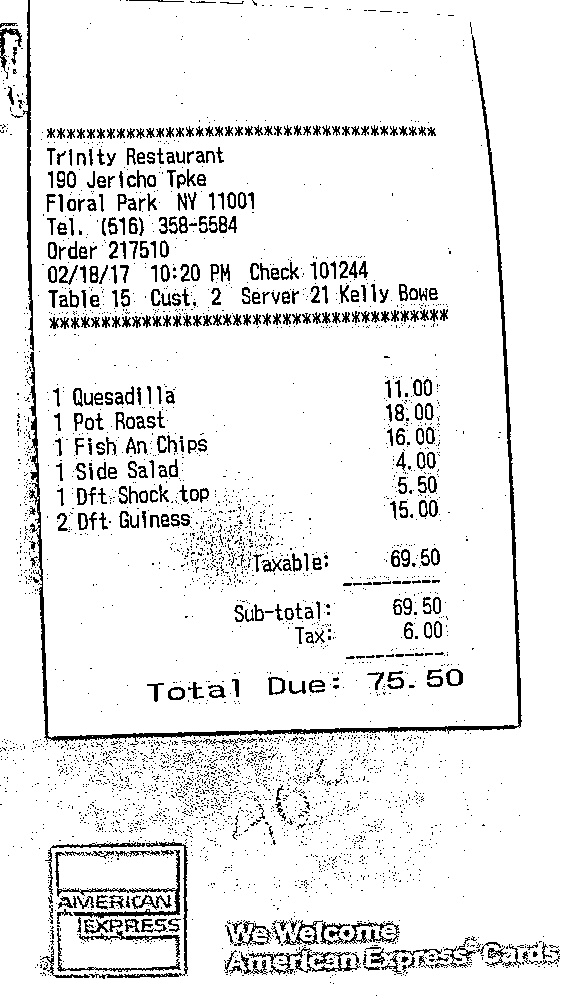 ***************************************
Trinity Restaurant
190 Jericho Tpke
Floral Park NY 11001
Tel. (516) 358-5584
Order 217510
02/18/17 10:20 PM Check 101244
Table 15 Cust. 2 Server 21 Kelly Bowe
***************************************
1 Quesadilla 11.00
1 Pot Roast 18.00
1 Fish An Chips 16.00
1 Side Salad 4.00
1 Dft Shock top 5.50
2 Dft Guiness 15.00
Taxable: 69.50
----------
Sub-total: 69.50
Tax: 6.00
----------
Total Due: 75.50
AMERICAN
EXPRESS
We Welcome
American Express® Cards